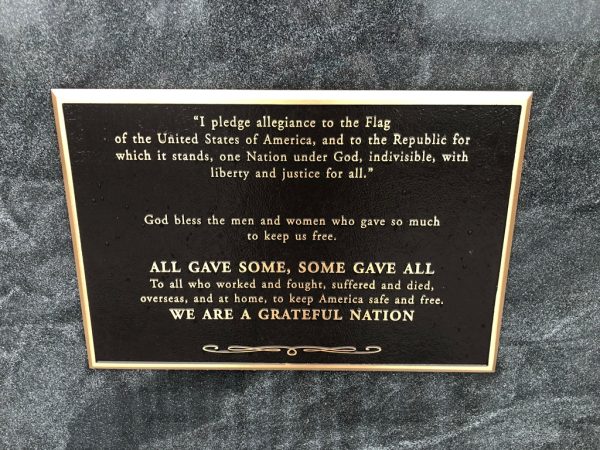 “I pledge allegiance to the Flag
of the United States of America, and to the Republic for
which it stands, one Nation under God, indivisible, with
liberty and justice for all.”
God bless the men and women who gave so much
to keep us free.
ALL GAVE SOME, SOME GAVE ALL
To all who worked and fought, suffered and died,
overseas, and at home, to keep America safe and free.
WE ARE A GRATEFUL NATION